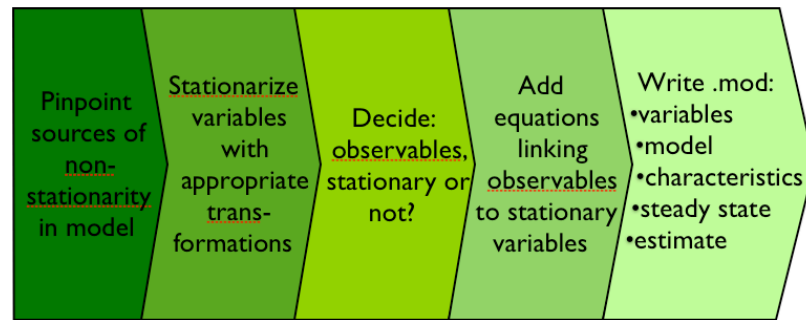 Pinpoint
sources of
non-
stationarity
in model
Stationarize
variables
with
appropriate
trans-
formations
Decide:
observables,
stationary or
not?
Add
equations
linking
observables
to stationary
variables
Write .mod:
•variables
•model
•characteristics
•steady state
•estimate